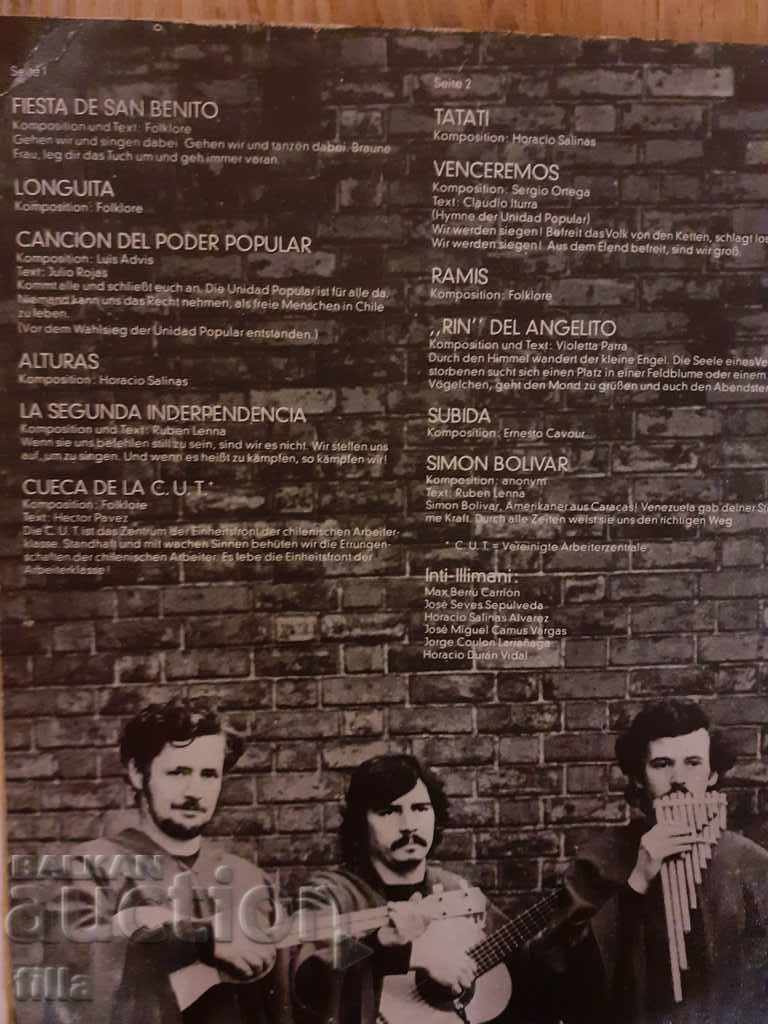 Seite 1
FIESTA DE SAN BENITO
Komposition und Text: Folklore
Gehen wir und singen dabei. Gehen wir und tanzen dabei. Braune
Frau, leg dir das Tuch um und geh immer voran.
LONGUITA
Komposition: Folklore
CANCION DEL PODER POPULAR
Komposition: Luis Advis
Text: Julio Rojas
Kommt alle und schließt euch an. Die Unidad Popular ist für alle da.
Niemand kann uns das Recht nehmen, als freie Menschen in Chile
zu leben.
(Vor dem Wahlsieg der Unidad Popular entstanden.)
ALTURAS
Komposition: Horacio Salinas
LA SEGUNDA INDERPENDENCIA
Komposition und Text: Ruben Lenna
Wenn sie uns befehlen still zu sein, sind wir es nicht. Wir stellen uns
auf, um zu singen. Und wenn es heißt zu kämpfen, so kämpfen wir!
CUECA DE LA C. U. T.*
Komposition: Folklore
Text: Hector Pavez
Die C. U. T. ist das Zentrum der Einheitsfront der chilenischen Arbeiter-
klasse. Standhaft und mit wachen Sinnen behüten wir die Errungen-
schaften der chilenischen Arbeiter. Es lebe die Einheitsfront der
Arbeiterklasse!
Seite 2
TATATI
Komposition: Horacio Salinas
VENCEREMOS
Komposition: Sergio Ortega
Text: Claudio Iturra
(Hymne der Unidad Popular)
Wir werden siegen! Befreit das Volk von den Ketten, schlagt los
Wir werden siegen! Aus dem Elend befreit, sind wir groß.
RAMIS
Komposition: Folklore
„RIN" DEL ANGELITO
Komposition und Text: Violetta Parra
Durch den Himmel wandert der kleine Engel. Die Seele eines Ve
storbenen sucht sich einen Platz in einer Feldblume oder einem
Vögelchen, geht den Mond zu grüßen und auch den Abendster
SUBIDA
Komposition: Ernesto Cavour
SIMON BOLIVAR
Komposition: anonym
Text: Ruben Lenna
Simon Bolivar, Amerikaner aus Caracas! Venezuela gab deiner Sti
me Kraft. Durch alle Zeiten weist sie uns den richtigen Weg
* C. U. T. = Vereinigte Arbeiterzentrale
Inti-Illimani:
Max Berrú Carrión
José Seves Sepúlveda
Horacio Salinas Alvarez
José Miguel Camus Vargas
Jorge Coulon Larrañaga
Horacio Durán Vidal
BALKAN
auction
filla